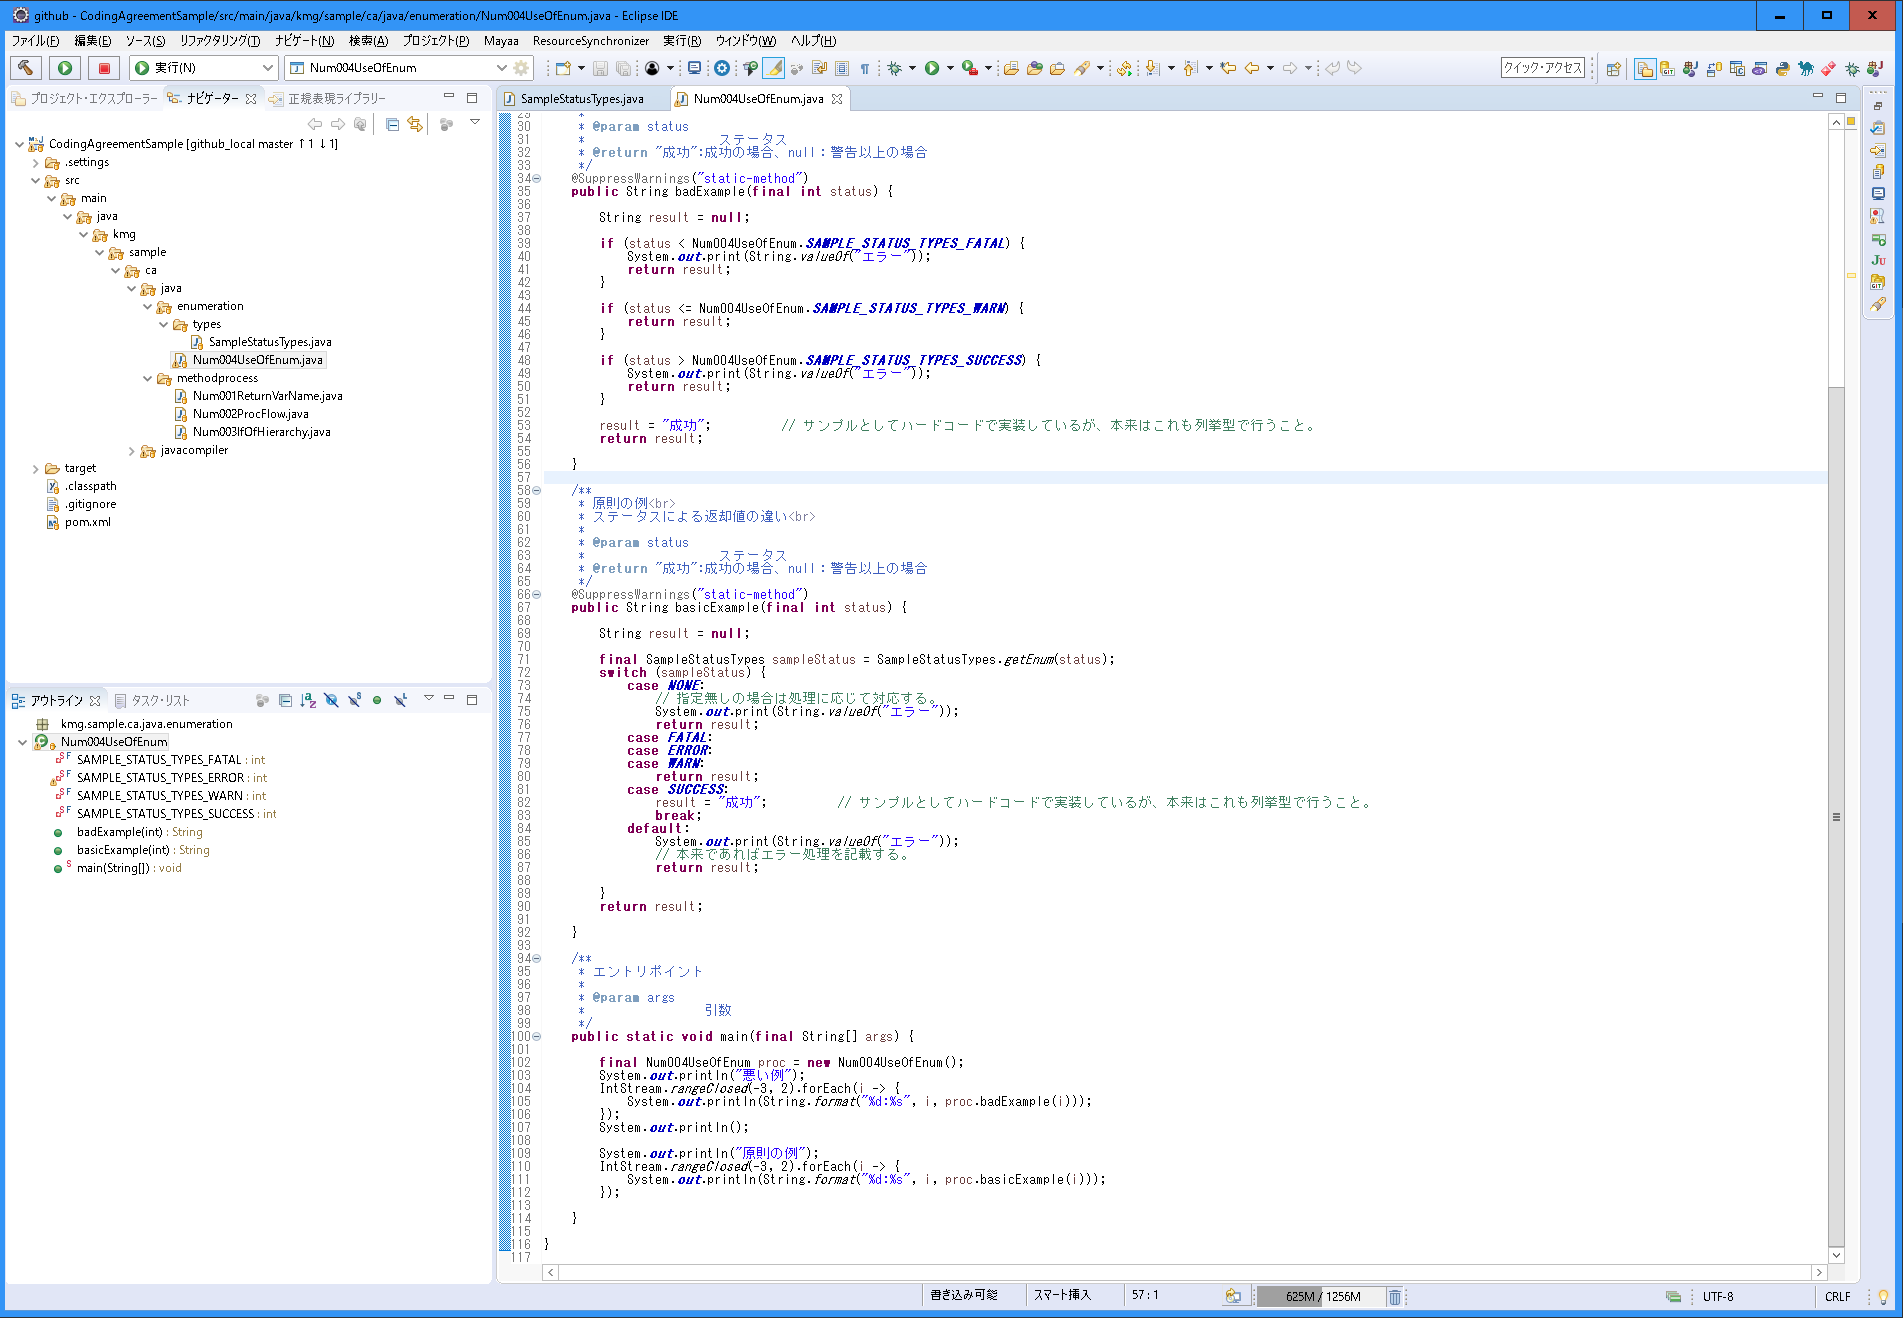 github - CodingAgreementSample/src/main/java/kmg/sample/ca/java/enumeration/Num004UseOfEnum.java - Eclipse IDE
ファイル(F) 編集(E) ソース(S) リファクタリング(T) ナビゲート(N) 検索(A) プロジェクト(P) Mayaa ResourceSynchronizer 実行(R) ウィンドウ(W) ヘルプ(H)
実行(N) Num004UseOfEnum クイック・アクセス
プロジェクト・エクスプローラー ナビゲーター 正規表現ライブラリー
CodingAgreementSample [github_local master ↑1 ↓1]
.settings
src
main
java
kmg
sample
ca
java
enumeration
types
SampleStatusTypes.java
Num004UseOfEnum.java
methodprocess
Num001ReturnVarName.java
Num002ProcFlow.java
Num003IfOfHierarchy.java
javacompiler
target
.classpath
.gitignore
pom.xml
アウトライン タスク・リスト
kmg.sample.ca.java.enumeration
Num004UseOfEnum
SAMPLE_STATUS_TYPES_FATAL : int
SAMPLE_STATUS_TYPES_ERROR : int
SAMPLE_STATUS_TYPES_WARN : int
SAMPLE_STATUS_TYPES_SUCCESS : int
badExample(int) : String
basicExample(int) : String
main(String[]) : void
SampleStatusTypes.java Num004UseOfEnum.java
29 *
30 * @param status
31 * ステータス
32 * @return "成功":成功の場合、null：警告以上の場合
33 */
34 @SuppressWarnings("static-method")
35 public String badExample(final int status) {
36
37 String result = null;
38
39 if (status < Num004UseOfEnum.SAMPLE_STATUS_TYPES_FATAL) {
40 System.out.print(String.valueOf("エラー"));
41 return result;
42 }
43
44 if (status <= Num004UseOfEnum.SAMPLE_STATUS_TYPES_WARN) {
45 return result;
46 }
47
48 if (status > Num004UseOfEnum.SAMPLE_STATUS_TYPES_SUCCESS) {
49 System.out.print(String.valueOf("エラー"));
50 return result;
51 }
52
53 result = "成功"; // サンプルとしてハードコードで実装しているが、本来はこれも列挙型で行うこと。
54 return result;
55
56 }
57
58 /**
59 * 原則の例<br>
60 * ステータスによる返却値の違い<br>
61 *
62 * @param status
63 * ステータス
64 * @return "成功":成功の場合、null：警告以上の場合
65 */
66 @SuppressWarnings("static-method")
67 public String basicExample(final int status) {
68
69 String result = null;
70
71 final SampleStatusTypes sampleStatus = SampleStatusTypes.getEnum(status);
72 switch (sampleStatus) {
73 case NONE:
74 // 指定無しの場合は処理に応じて対応する。
75 System.out.print(String.valueOf("エラー"));
76 return result;
77 case FATAL:
78 case ERROR:
79 case WARN:
80 return result;
81 case SUCCESS:
82 result = "成功"; // サンプルとしてハードコードで実装しているが、本来はこれも列挙型で行うこと。
83 break;
84 default:
85 System.out.print(String.valueOf("エラー"));
86 // 本来であればエラー処理を記載する。
87 return result;
88
89 }
90 return result;
91
92 }
93
94 /**
95 * エントリポイント
96 *
97 * @param args
98 * 引数
99 */
100 public static void main(final String[] args) {
101
102 final Num004UseOfEnum proc = new Num004UseOfEnum();
103 System.out.println("悪い例");
104 IntStream.rangeClosed(-3, 2).forEach(i -> {
105 System.out.println(String.format("%d:%s", i, proc.badExample(i)));
106 });
107 System.out.println();
108
109 System.out.println("原則の例");
110 IntStream.rangeClosed(-3, 2).forEach(i -> {
111 System.out.println(String.format("%d:%s", i, proc.basicExample(i)));
112 });
113
114 }
115
116 }
117
書き込み可能 スマート挿入 57 : 1 625M / 1256M UTF-8 CRLF